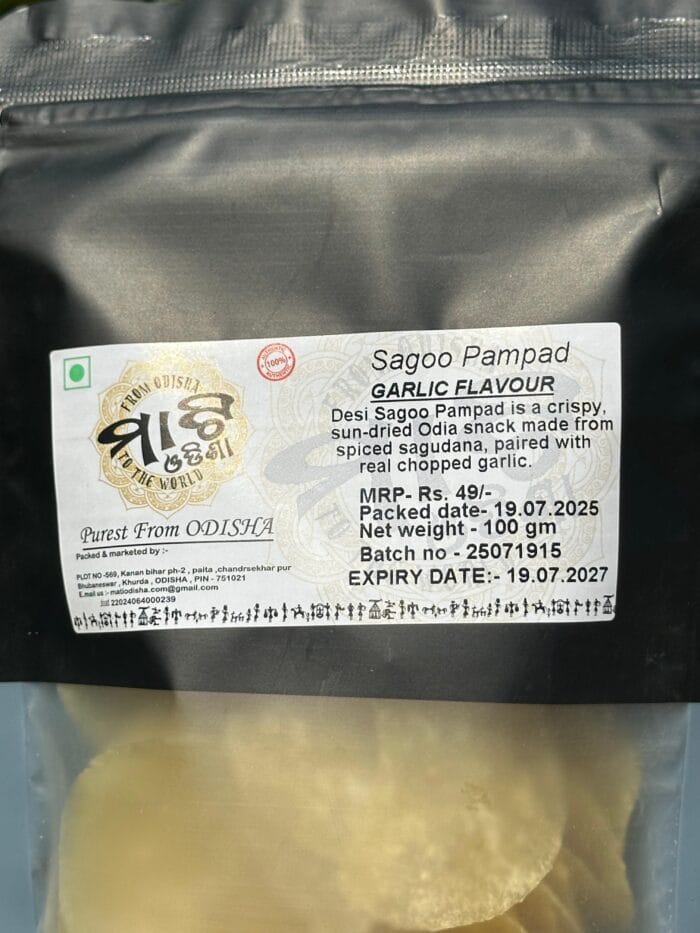 AUTHENTIC
100%
AUTHENTIC
FROM ODISHA
ମାଟି
ଓଡ଼ିଶା
TO THE WORLD
Purest From ODISHA
Packed & marketed by :-
PLOT NO -569, Kanan bihar ph-2 , paita ,chandrsekhar pur
Bhubaneswar , Khurda , ODISHA , PIN - 751021
E.mail us :- matiodisha.com@gmail.com
22024064000239
Sagoo Pampad
GARLIC FLAVOUR
Desi Sagoo Pampad is a crispy,
sun-dried Odia snack made from
spiced sagudana, paired with
real chopped garlic.
MRP- Rs. 49/-
Packed date- 19.07.2025
Net weight - 100 gm
Batch no - 25071915
EXPIRY DATE:- 19.07.2027